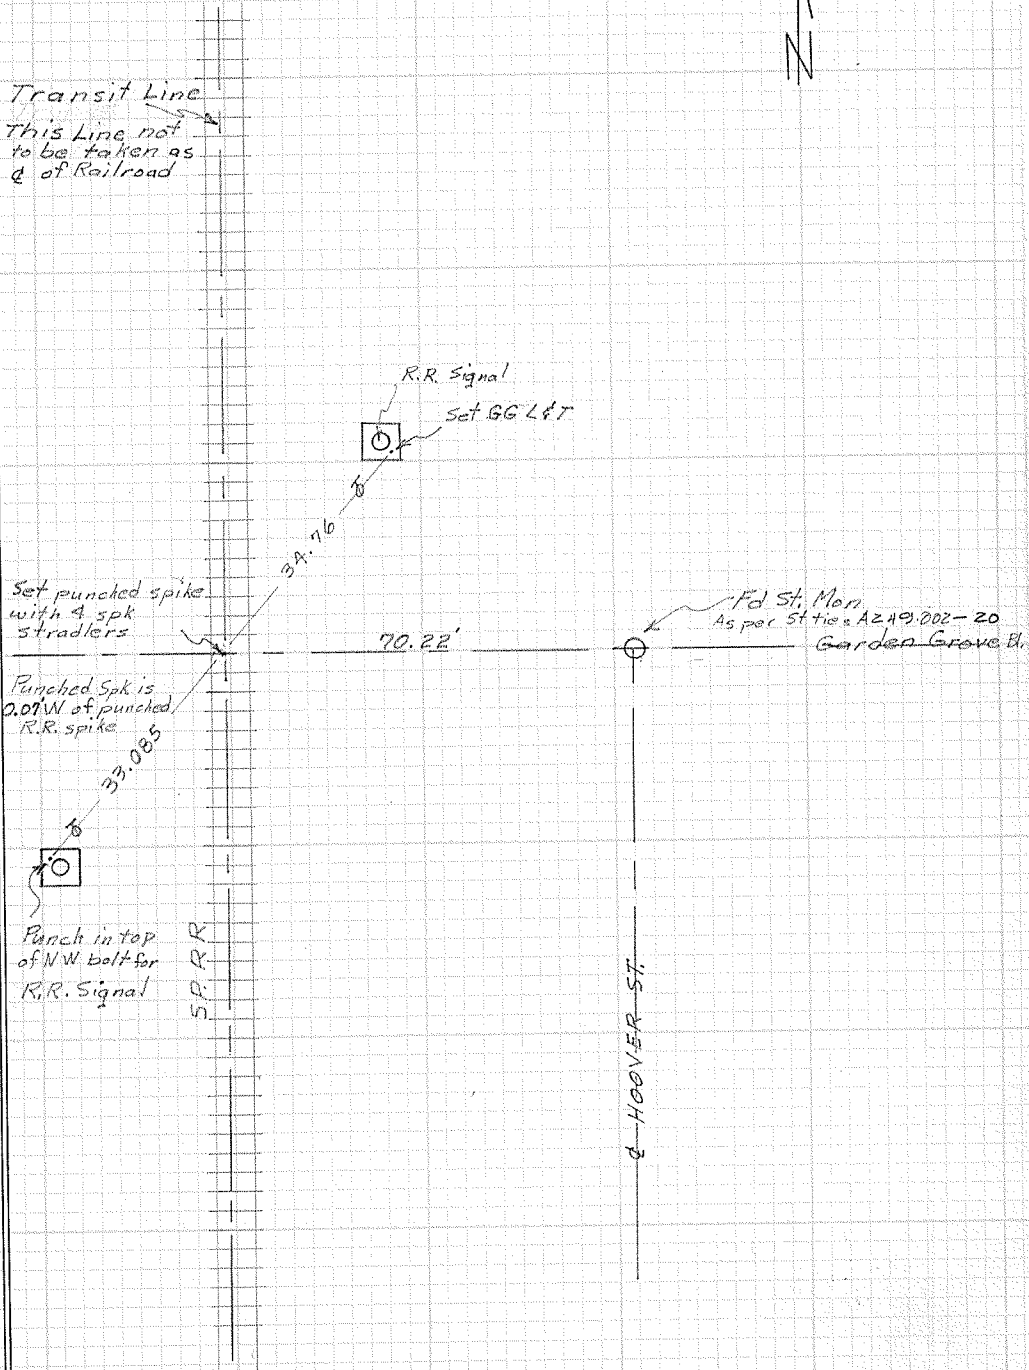 N
Transit Line
This Line not
to be taken as
℄ of Railroad
R.R. Signal
Set GG L&T
34.76
Set punched spike
with 4 spk
stradlers
70.22'
Fd St. Mon
As per St ties A249.002-20
Garden Grove Bl.
Punched Spk is
0.07'W of punched
R.R. spike
33.085
Punch in top
of NW bolt for
R.R. Signal
S.P. R R
℄ HOOVER ST.